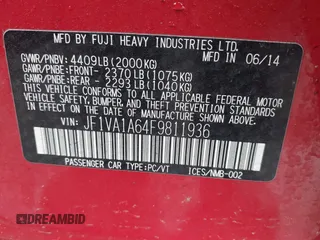 MFD BY FUJI HEAVY INDUSTRIES LTD.
GVWR/PNBV: 4409LB(2000KG) MADE IN 06/14
GAWR/PNBE:FRONT- 2370LB(1075KG)
GAWR/PNBE:REAR - 2293LB(1040KG)
THIS VEHICLE CONFORMS TO ALL APPLICABLE
FEDERAL MOTOR VEHICLE SAFETY, BUMPER,
AND THEFT PREVENTION STANDARDS IN
EFFECT ON THE DATE OF MANUFACTURE
SHOWN ABOVE.
VIN: JF1VA1A64F9811936
PASSENGER CAR/TYPE:PC/VT ICES/NMB-002
DREAMBID